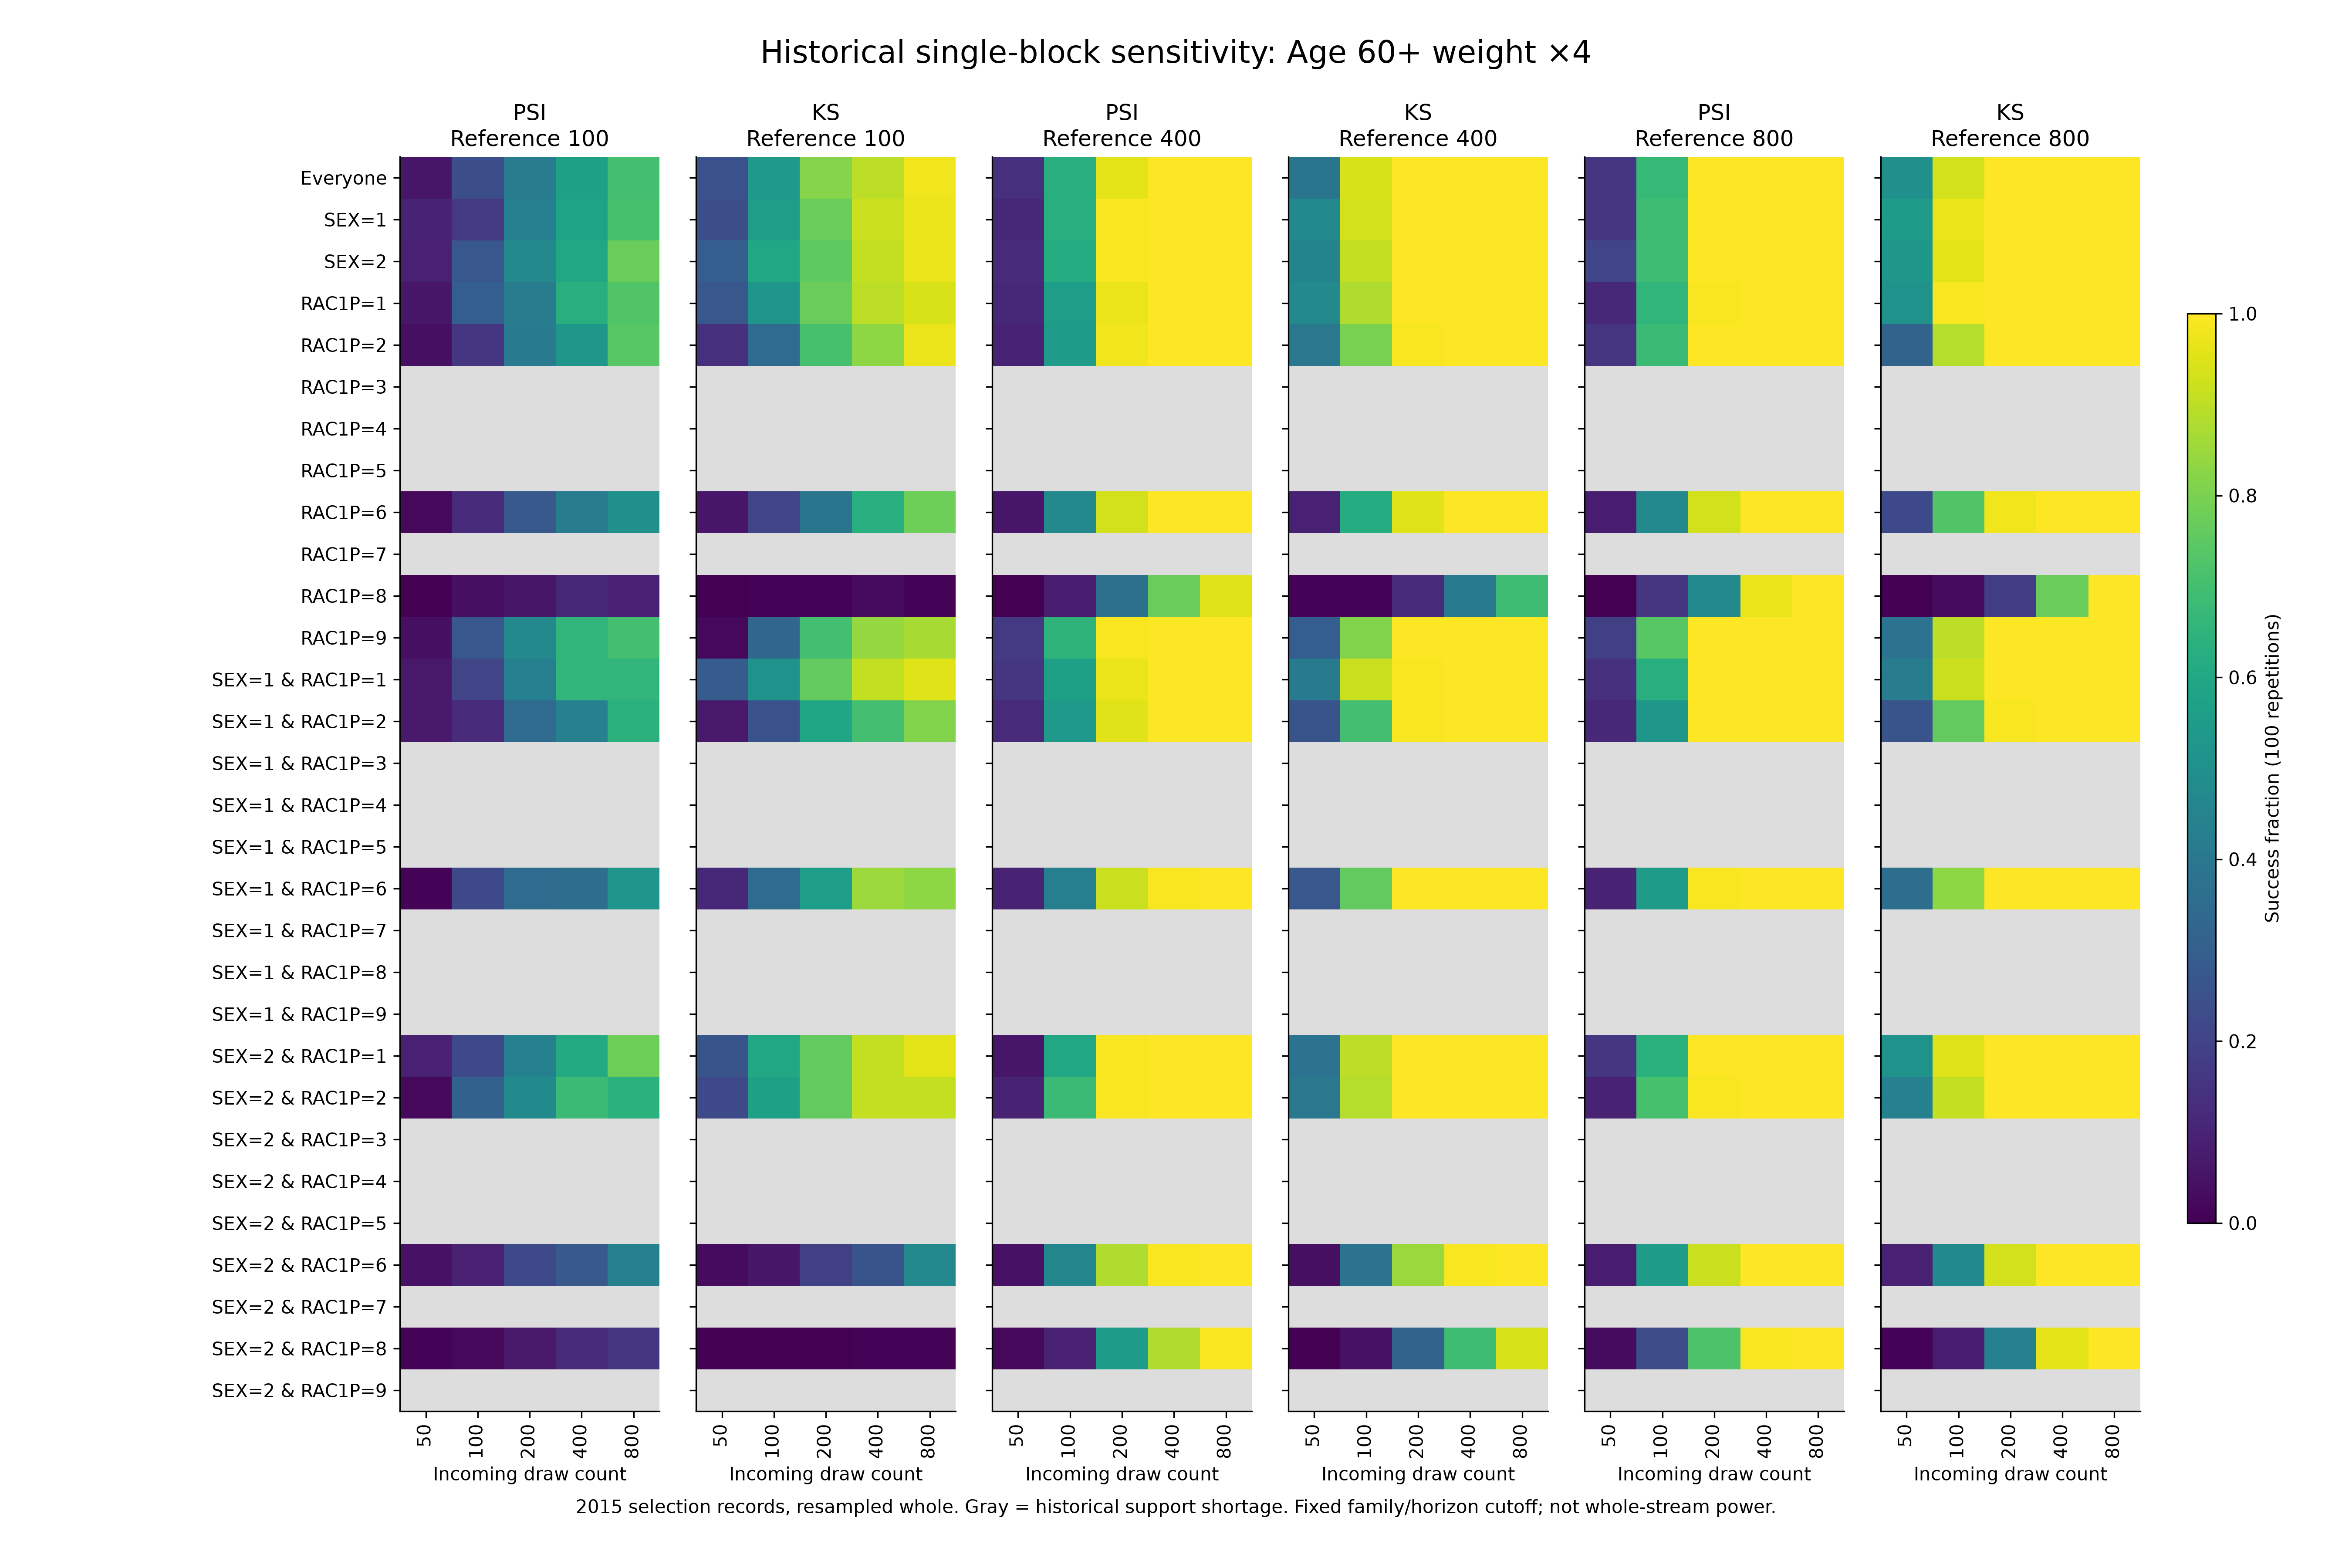 Historical single-block sensitivity: Age 60+ weight ×4
PSI
Reference 100
KS
Reference 100
PSI
Reference 400
KS
Reference 400
PSI
Reference 800
KS
Reference 800
Everyone
SEX=1
SEX=2
RAC1P=1
RAC1P=2
RAC1P=3
RAC1P=4
RAC1P=5
RAC1P=6
RAC1P=7
RAC1P=8
RAC1P=9
SEX=1 & RAC1P=1
SEX=1 & RAC1P=2
SEX=1 & RAC1P=3
SEX=1 & RAC1P=4
SEX=1 & RAC1P=5
SEX=1 & RAC1P=6
SEX=1 & RAC1P=7
SEX=1 & RAC1P=8
SEX=1 & RAC1P=9
SEX=2 & RAC1P=1
SEX=2 & RAC1P=2
SEX=2 & RAC1P=3
SEX=2 & RAC1P=4
SEX=2 & RAC1P=5
SEX=2 & RAC1P=6
SEX=2 & RAC1P=7
SEX=2 & RAC1P=8
SEX=2 & RAC1P=9
50 100 200 400 800
Incoming draw count
50 100 200 400 800
Incoming draw count
50 100 200 400 800
Incoming draw count
50 100 200 400 800
Incoming draw count
50 100 200 400 800
Incoming draw count
50 100 200 400 800
Incoming draw count
1.0
0.8
0.6
0.4
0.2
0.0
Success fraction (100 repetitions)
2015 selection records, resampled whole. Gray = historical support shortage. Fixed family/horizon cutoff; not whole-stream power.